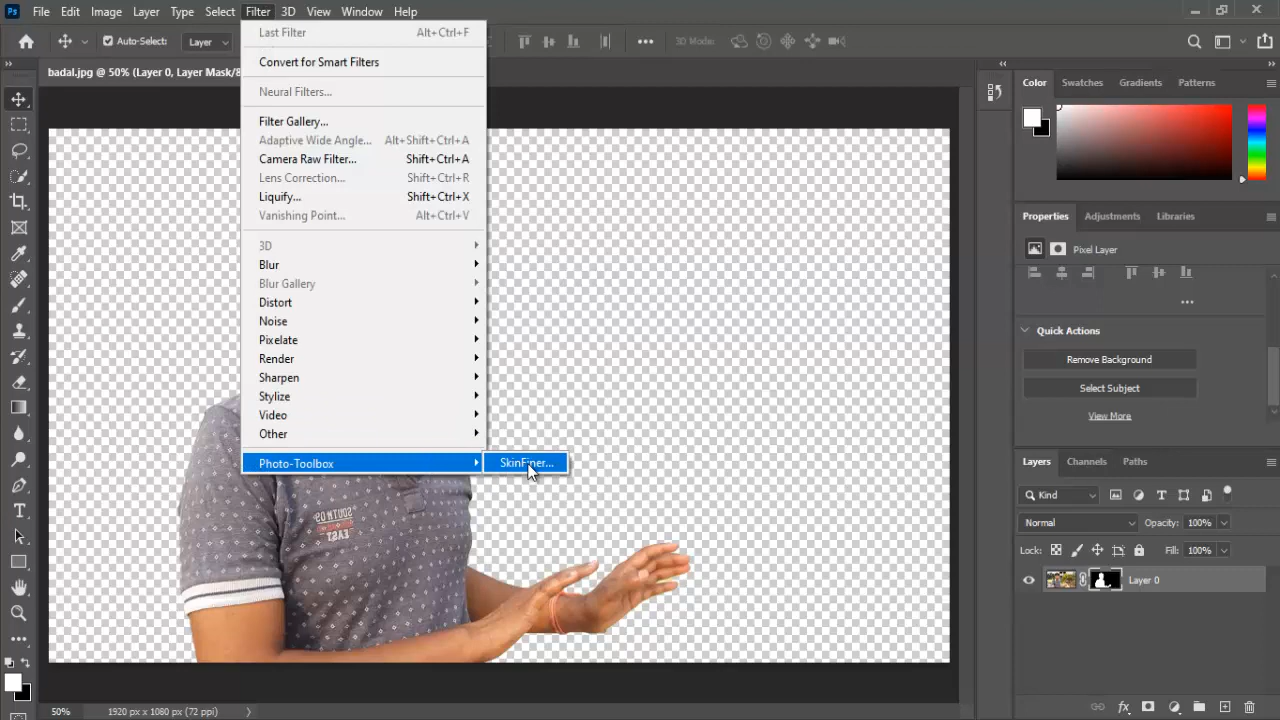 Ps File Edit Image Layer Type Select Filter 3D View Window Help
Auto-Select: Layer 3D Mode:
badal.jpg @ 50% (Layer 0, Layer Mask/8
Last Filter Alt+Ctrl+F
Convert for Smart Filters
Neural Filters...
Filter Gallery...
Adaptive Wide Angle... Alt+Shift+Ctrl+A
Camera Raw Filter... Shift+Ctrl+A
Lens Correction... Shift+Ctrl+R
Liquify... Shift+Ctrl+X
Vanishing Point... Alt+Ctrl+V
3D
Blur
Blur Gallery
Distort
Noise
Pixelate
Render
Sharpen
Stylize
Video
Other
Photo-Toolbox
SkinFiner...
SOUTH 09
EAST
Color Swatches Gradients Patterns
Properties Adjustments Libraries
Pixel Layer
Quick Actions
Remove Background
Select Subject
View More
Layers Channels Paths
Kind
Normal Opacity: 100%
Lock: Fill: 100%
Layer 0
fx
50% 1920 px x 1080 px (72 ppi)